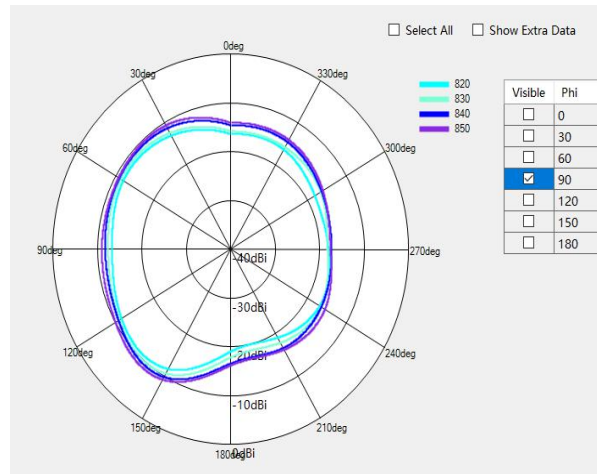 Select All Show Extra Data
0deg
30deg 330deg
820
830
840
850
60deg 300deg
90deg 270deg
120deg 240deg
150deg 210deg
180deg
-40dBi
-30dBi
-20dBi
-10dBi
0dBi
Visible Phi
0
30
60
90
120
150
180